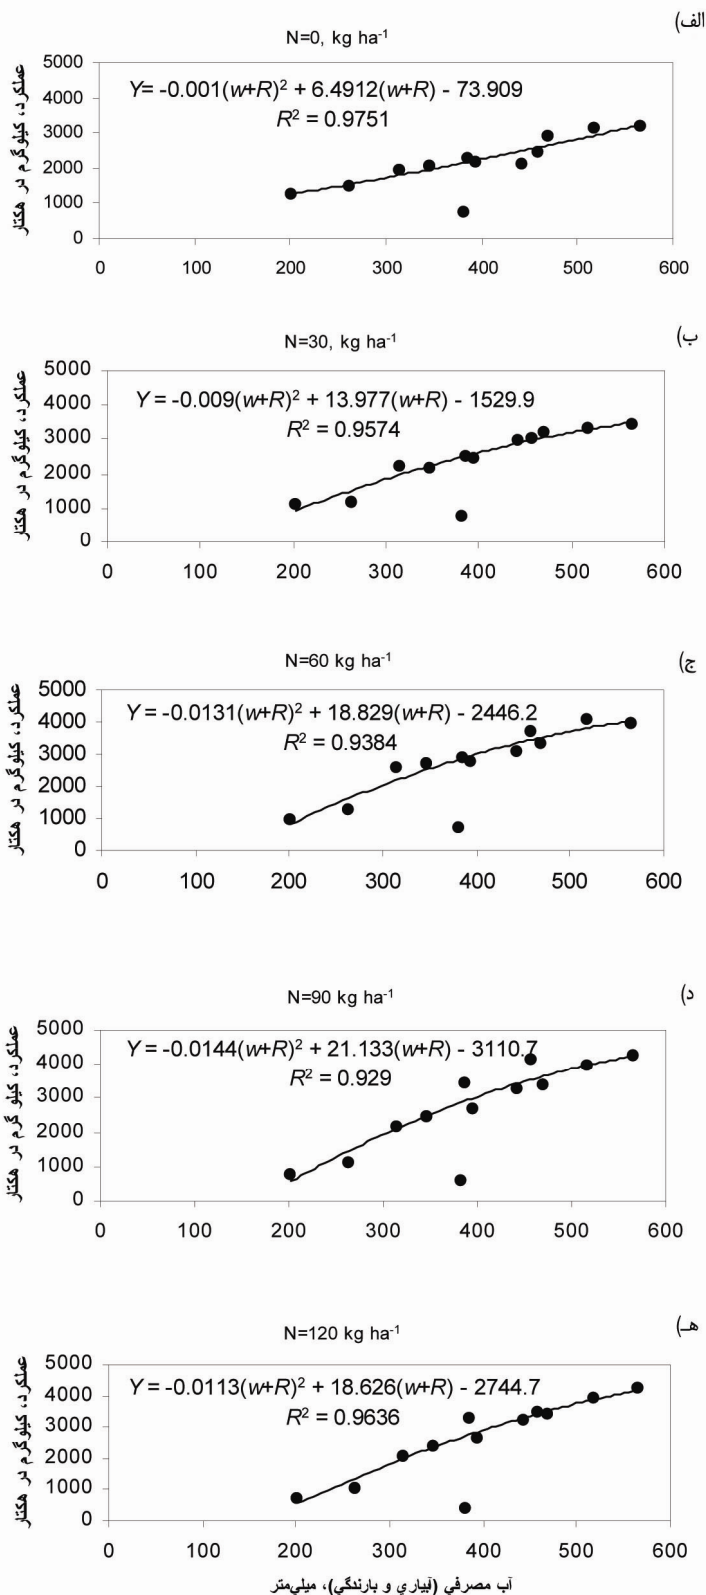 الف)
N=0, kg ha-1
عملکرد، کیلوگرم در هکتار
5000
4000
3000
2000
1000
0
Y= -0.001(w+R)2 + 6.4912(w+R) - 73.909
R2 = 0.9751
0 100 200 300 400 500 600
ب)
N=30, kg ha-1
عملکرد، کیلوگرم در هکتار
5000
4000
3000
2000
1000
0
Y = -0.009(w+R)2 + 13.977(w+R) - 1529.9
R2 = 0.9574
0 100 200 300 400 500 600
ج)
N=60 kg ha-1
عملکرد، کیلوگرم در هکتار
5000
4000
3000
2000
1000
0
Y = -0.0131(w+R)2 + 18.829(w+R) - 2446.2
R2 = 0.9384
0 100 200 300 400 500 600
د)
N=90 kg ha-1
عملکرد، کیلو گرم در هکتار
5000
4000
3000
2000
1000
0
Y = -0.0144(w+R)2 + 21.133(w+R) - 3110.7
R2 = 0.929
0 100 200 300 400 500 600
هـ)
N=120 kg ha-1
عملکرد، کیلوگرم در هکتار
5000
4000
3000
2000
1000
0
Y = -0.0113(w+R)2 + 18.626(w+R) - 2744.7
R2 = 0.9636
0 100 200 300 400 500 600
آب مصرفي (آبیاري و بارندگي)، میلي‌متر